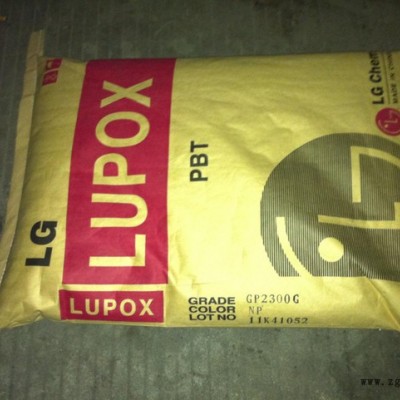 LG
LUPOX
PBT
LG Chem
LUPOX
GRADE GP2300G
COLOR NP
LOT NO 11K41052